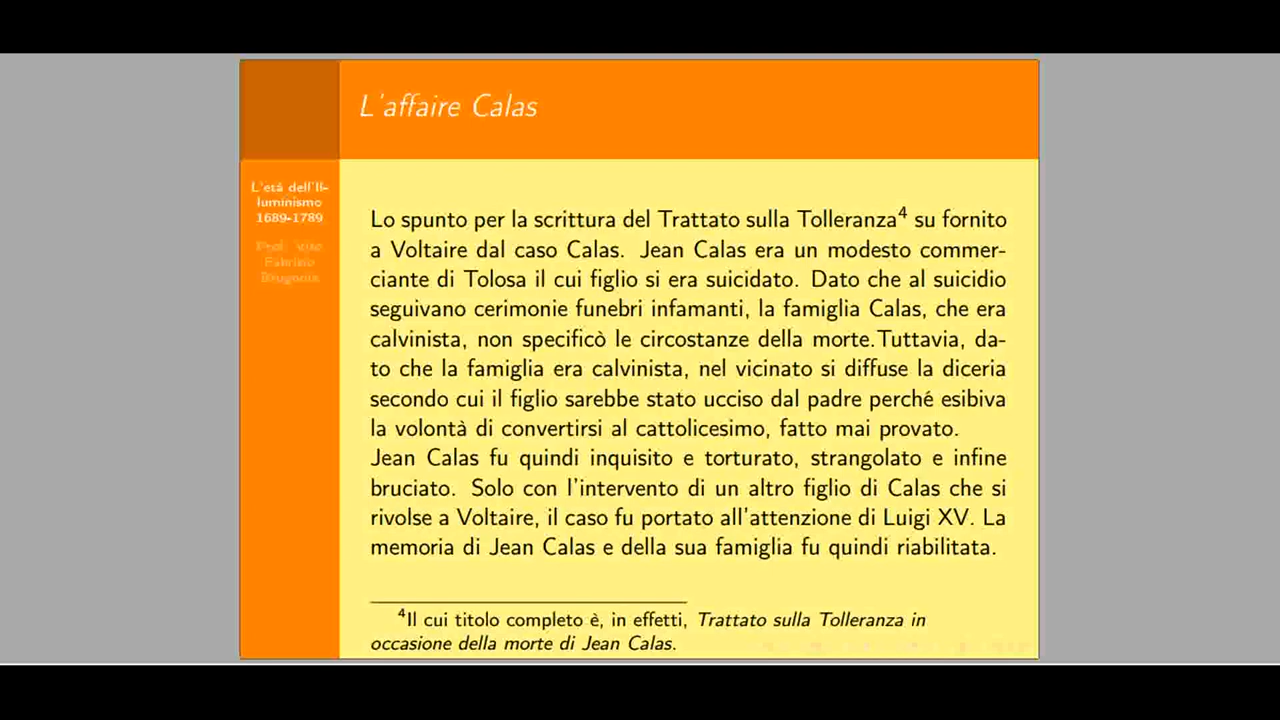 L'affaire Calas
L'etá dell'Il-
luminismo
1689-1789
Prof.
Fabrizio
Lo spunto per la scrittura del Trattato sulla Tolleranza⁴ su fornito
a Voltaire dal caso Calas. Jean Calas era un modesto commer-
ciante di Tolosa il cui figlio si era suicidato. Dato che al suicidio
seguivano cerimonie funebri infamanti, la famiglia Calas, che era
calvinista, non specificò le circostanze della morte.Tuttavia, da-
to che la famiglia era calvinista, nel vicinato si diffuse la diceria
secondo cui il figlio sarebbe stato ucciso dal padre perché esibiva
la volontà di convertirsi al cattolicesimo, fatto mai provato.
Jean Calas fu quindi inquisito e torturato, strangolato e infine
bruciato. Solo con l'intervento di un altro figlio di Calas che si
rivolse a Voltaire, il caso fu portato all'attenzione di Luigi XV. La
memoria di Jean Calas e della sua famiglia fu quindi riabilitata.
⁴Il cui titolo completo è, in effetti, Trattato sulla Tolleranza in
occasione della morte di Jean Calas.